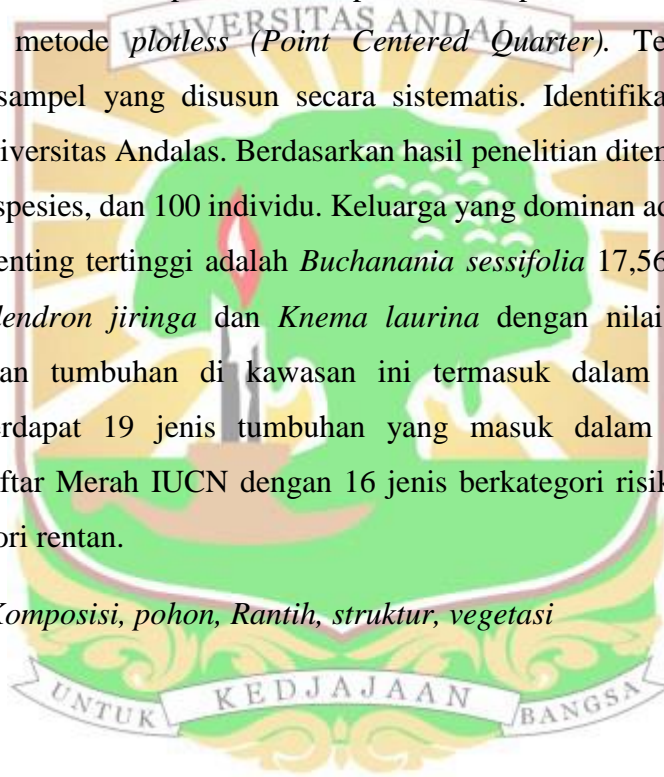 UNIVERSITAS ANDALAS
metode plotless (Point Centered Quarter). Te
sampel yang disusun secara sistematis. Identifika
iversitas Andalas. Berdasarkan hasil penelitian diten
spesies, dan 100 individu. Keluarga yang dominan ad
enting tertinggi adalah Buchanania sessifolia 17,56
lendron jiringa dan Knema laurina dengan nilai
an tumbuhan di kawasan ini termasuk dalam
erdapat 19 jenis tumbuhan yang masuk dalam
ftar Merah IUCN dengan 16 jenis berkategori risik
ori rentan.
Komposisi, pohon, Rantih, struktur, vegetasi
UNTUK KEDJAJAAN BANGSA